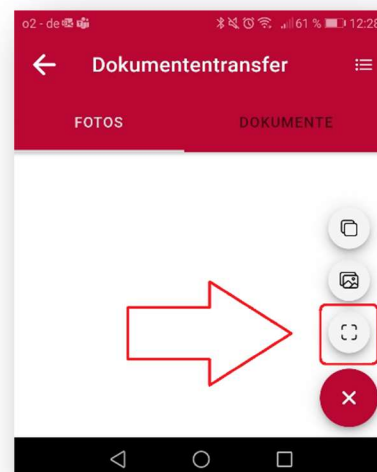 o2 - de
61 % 12:28
Dokumententransfer
FOTOS
DOKUMENTE